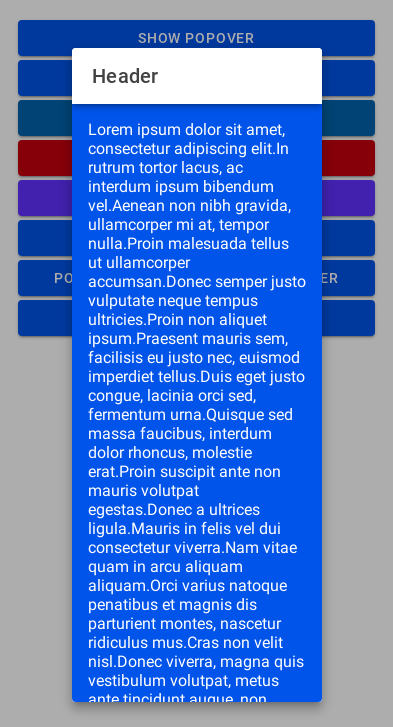 SHOW POPOVER
Header
Lorem ipsum dolor sit amet,
consectetur adipiscing elit.In
rutrum tortor lacus, ac
interdum ipsum bibendum
vel.Aenean non nibh gravida,
ullamcorper mi at, tempor
nulla.Proin malesuada tellus
ut ullamcorper
accumsan.Donec semper justo
vulputate neque tempus
ultricies.Proin non aliquet
ipsum.Praesent mauris sem,
facilisis eu justo nec, euismod
imperdiet tellus.Duis eget justo
congue, lacinia orci sed,
fermentum urna.Quisque sed
massa faucibus, interdum
dolor rhoncus, molestie
erat.Proin suscipit ante non
mauris volutpat
egestas.Donec a ultrices
ligula.Mauris in felis vel dui
consectetur viverra.Nam vitae
quam in arcu aliquam
aliquam.Orci varius natoque
penatibus et magnis dis
parturient montes, nascetur
ridiculus mus.Cras non velit
nisl.Donec viverra, magna quis
vestibulum volutpat, metus
ante tincidunt augue, non